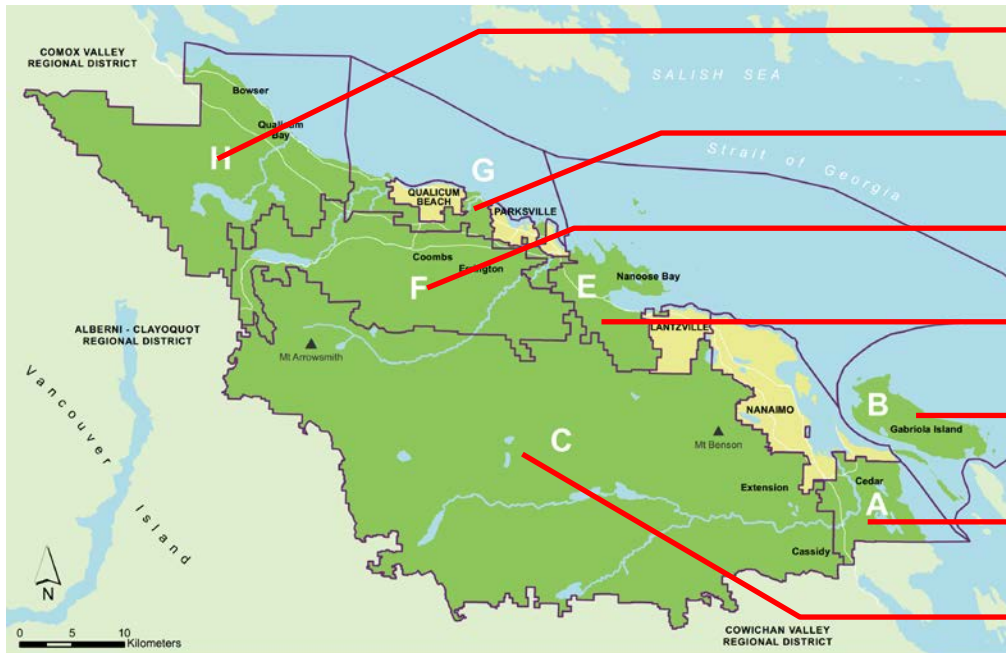 COMOX VALLEY
REGIONAL DISTRICT
SALISH SEA
Bowser
Qualicum
Bay
H
Strait of Georgia
G
QUALICUM
BEACH
PARKSVILLE
Coombs
Errington
F
Nanoose Bay
E
LANTZVILLE
ALBERNI - CLAYOQUOT
REGIONAL DISTRICT
Mt Arrowsmith
Vancouver
Island
B
Gabriola Island
NANAIMO
Mt Benson
C
Extension
Cedar
A
Cassidy
N
0 5 10
Kilometers
COWICHAN VALLEY
REGIONAL DISTRICT